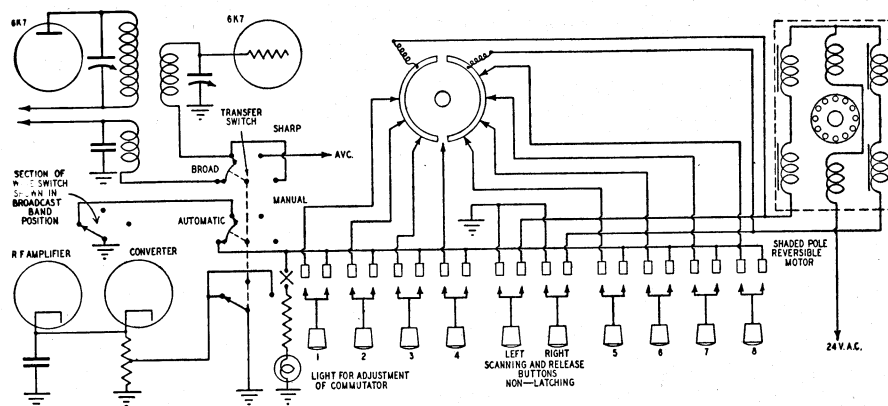 6K7
6K7
TRANSFER
SWITCH
SHARP
BROAD
A.V.C.
SECTION OF
SWITCH
SHOWN IN
BROADCAST
BAND
POSITION
MANUAL
AUTOMATIC
R F AMPLIFIER
CONVERTER
SHADED POLE
REVERSIBLE
MOTOR
1
2
3
4
LEFT
RIGHT
5
6
7
8
SCANNING AND RELEASE
BUTTONS
NON—LATCHING
LIGHT FOR ADJUSTMENT
OF COMMUTATOR
24 V. A.C.